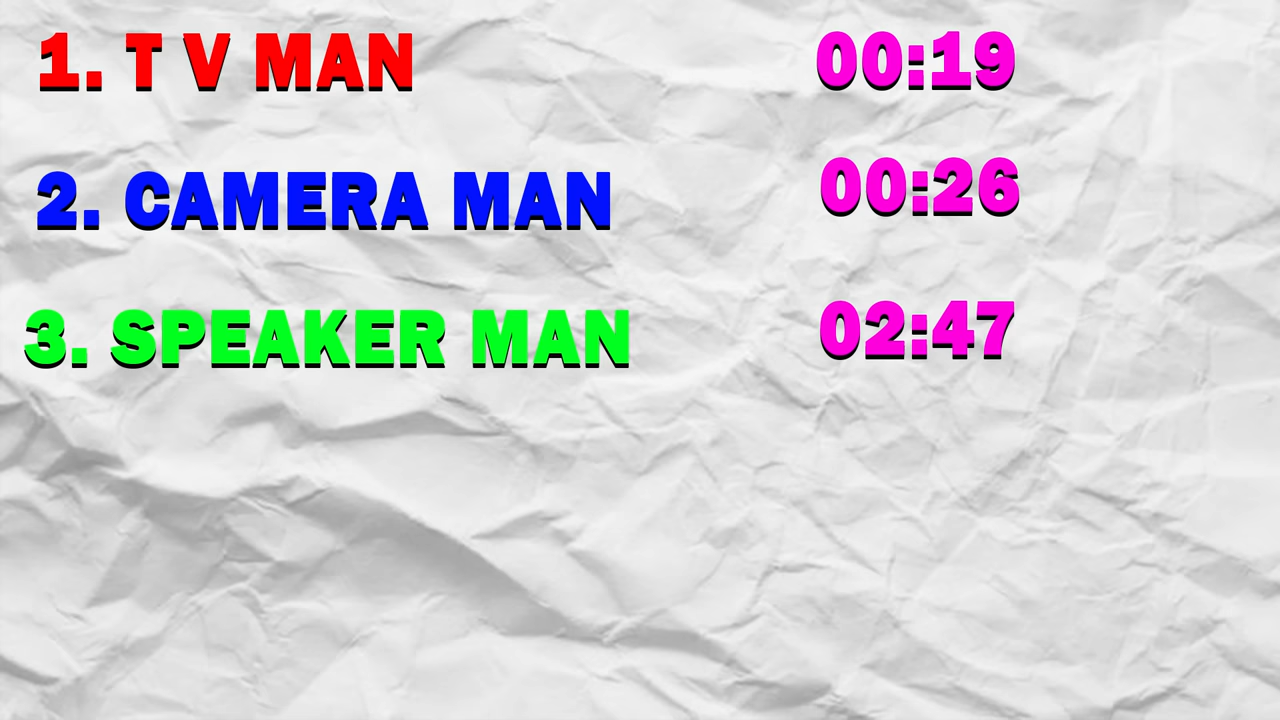 1. T V MAN 00:19
2. CAMERA MAN 00:26
3. SPEAKER MAN 02:47